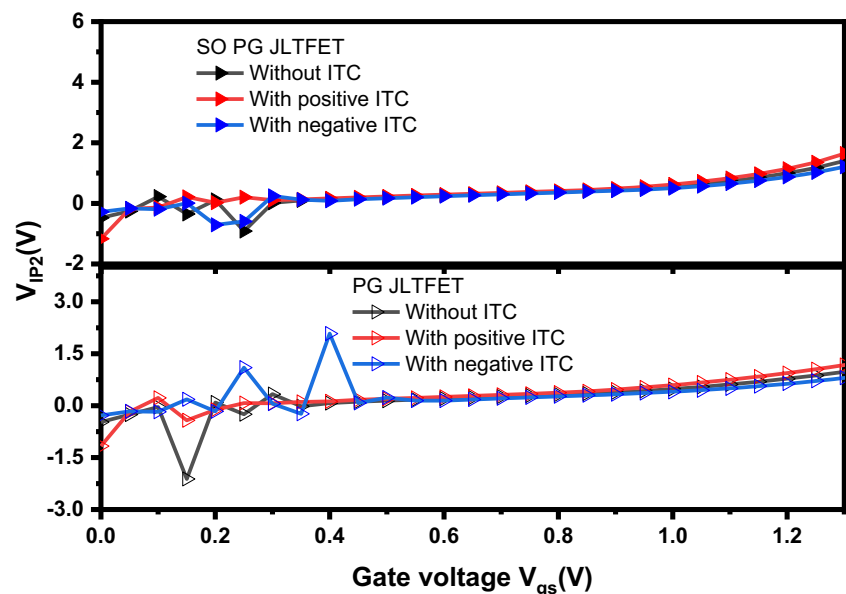 6
4
2
0
-2
SO PG JLTFET
Without ITC
With positive ITC
With negative ITC
V_IP2(V)
3.0
1.5
0.0
-1.5
-3.0
PG JLTFET
Without ITC
With positive ITC
With negative ITC
0.0 0.2 0.4 0.6 0.8 1.0 1.2
Gate voltage V_gs(V)